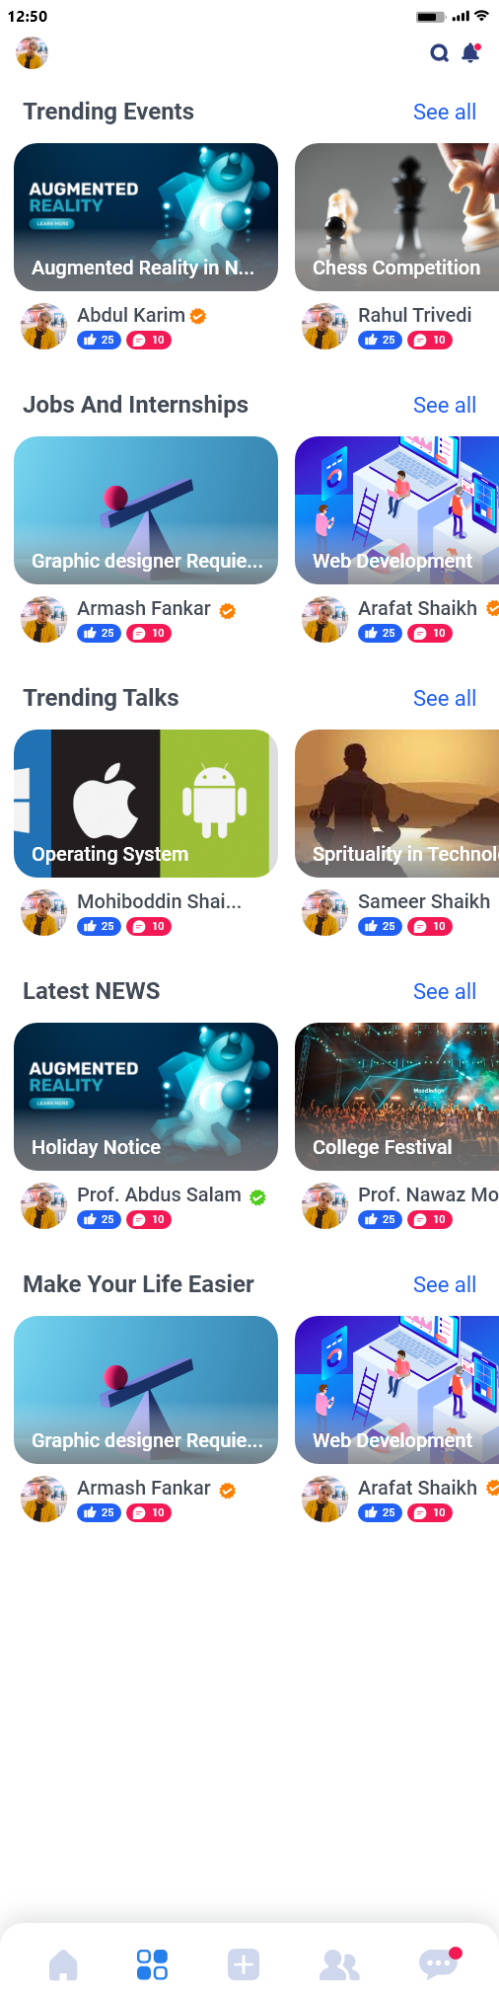 12:50
Trending Events See all
AUGMENTED
REALITY
LEARN MORE
Augmented Reality in N... Chess Competition
Abdul Karim Rahul Trivedi
25 10 25 10
Jobs And Internships See all
Graphic designer Requie... Web Development
Armash Fankar Arafat Shaikh
25 10 25 10
Trending Talks See all
Operating System Sprituality in Technol
Mohiboddin Shai... Sameer Shaikh
25 10 25 10
Latest NEWS See all
AUGMENTED
REALITY
LEARN MORE
Mood Indigo
Holiday Notice College Festival
Prof. Abdus Salam Prof. Nawaz Mo
25 10 25 10
Make Your Life Easier See all
Graphic designer Requie... Web Development
Armash Fankar Arafat Shaikh
25 10 25 10